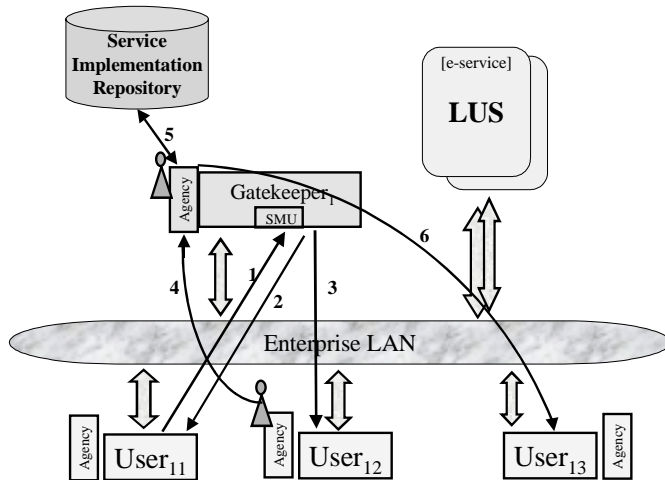 Service
Implementation
Repository
[e-service]
LUS
5
Agency
Gatekeeper1
SMU
6
1
4
2
3
Enterprise LAN
Agency
User11
Agency
User12
User13
Agency